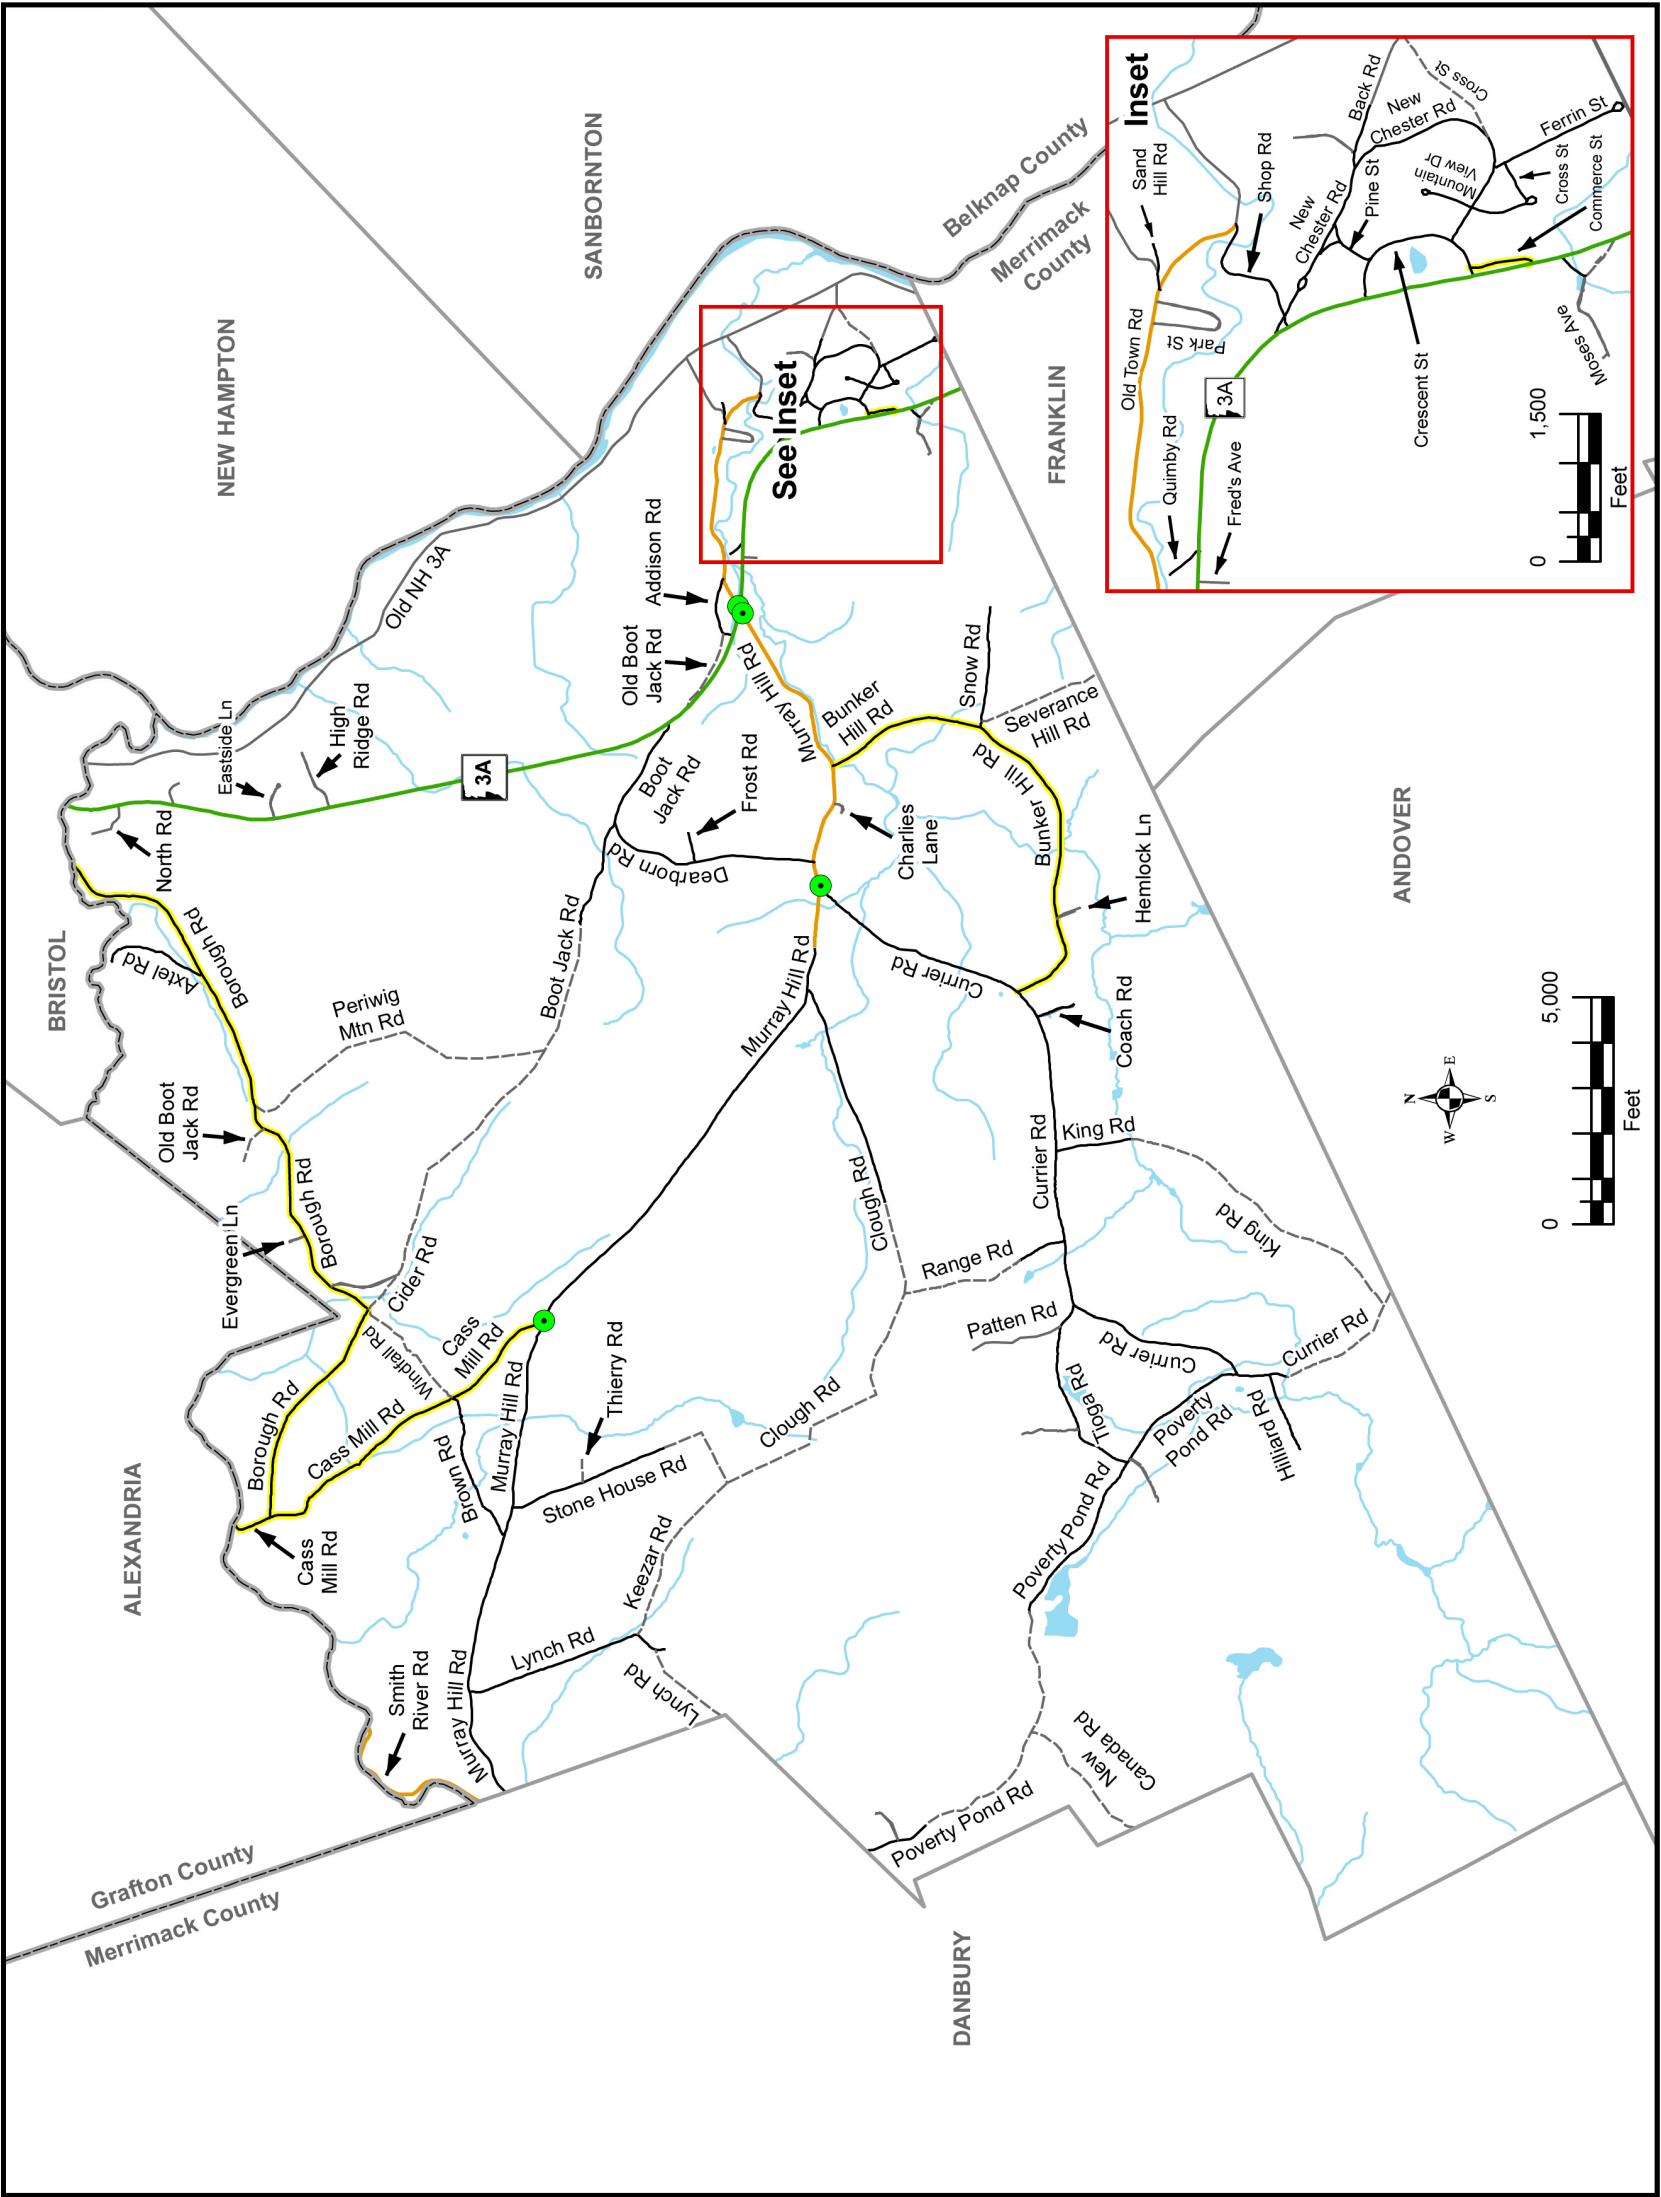 NEW HAMPTON
SANBORNTON
BRISTOL
ALEXANDRIA
FRANKLIN
ANDOVER
DANBURY
Belknap County
Merrimack
County
Grafton County
Merrimack County
Old NH 3A
Eastside Ln
High
Ridge Rd
North Rd
3A
Borough Rd
Axtel Rd
Borough Rd
Periwig
Mtn Rd
Old Boot
Jack Rd
Borough Rd
Evergreen Ln
Cider Rd
Windfall Rd
Borough Rd
Cass Mill Rd
Cass
Mill Rd
Cass
Mill Rd
Smith
River Rd
Murray Hill Rd
Murray Hill Rd
Brown Rd
Murray Hill Rd
Thierry Rd
Stone House Rd
Keezar Rd
Lynch Rd
Lynch Rd
Clough Rd
Clough Rd
Murray Hill Rd
Boot Jack Rd
Boot
Jack Rd
Dearborn Rd
Frost Rd
Addison Rd
Old Boot
Jack Rd
See Inset
Murray Hill Rd
Bunker
Hill Rd
Snow Rd
Severance
Hill Rd
Bunker Hill Rd
Charlies
Lane
Hemlock Ln
Currier Rd
Coach Rd
Currier Rd
King Rd
King Rd
Range Rd
Patten Rd
Currier Rd
Currier Rd
Tioga Rd
Poverty
Pond Rd
Hilliard Rd
Poverty Pond Rd
New
Canada Rd
Poverty Pond Rd
N
W
E
S
0
5,000
Feet
Inset
Sand
Hill Rd
Shop Rd
Old Town Rd
Park St
Quimby Rd
3A
Fred's Ave
New
Chester Rd
Pine St
Back Rd
New
Chester Rd
Cross St
Mountain
View Dr
Ferrin St
Cross St
Commerce St
Crescent St
Moses Ave
0
1,500
Feet